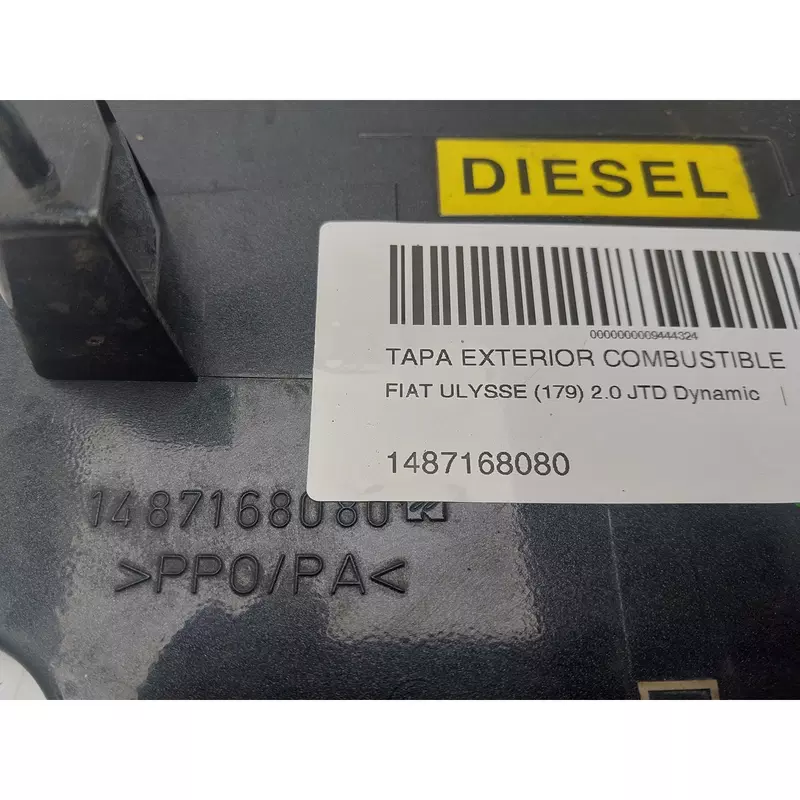 DIESEL
0000000009444324
TAPA EXTERIOR COMBUSTIBLE
FIAT ULYSSE (179) 2.0 JTD Dynamic |
1487168080
1487168080
>PPO/PA<